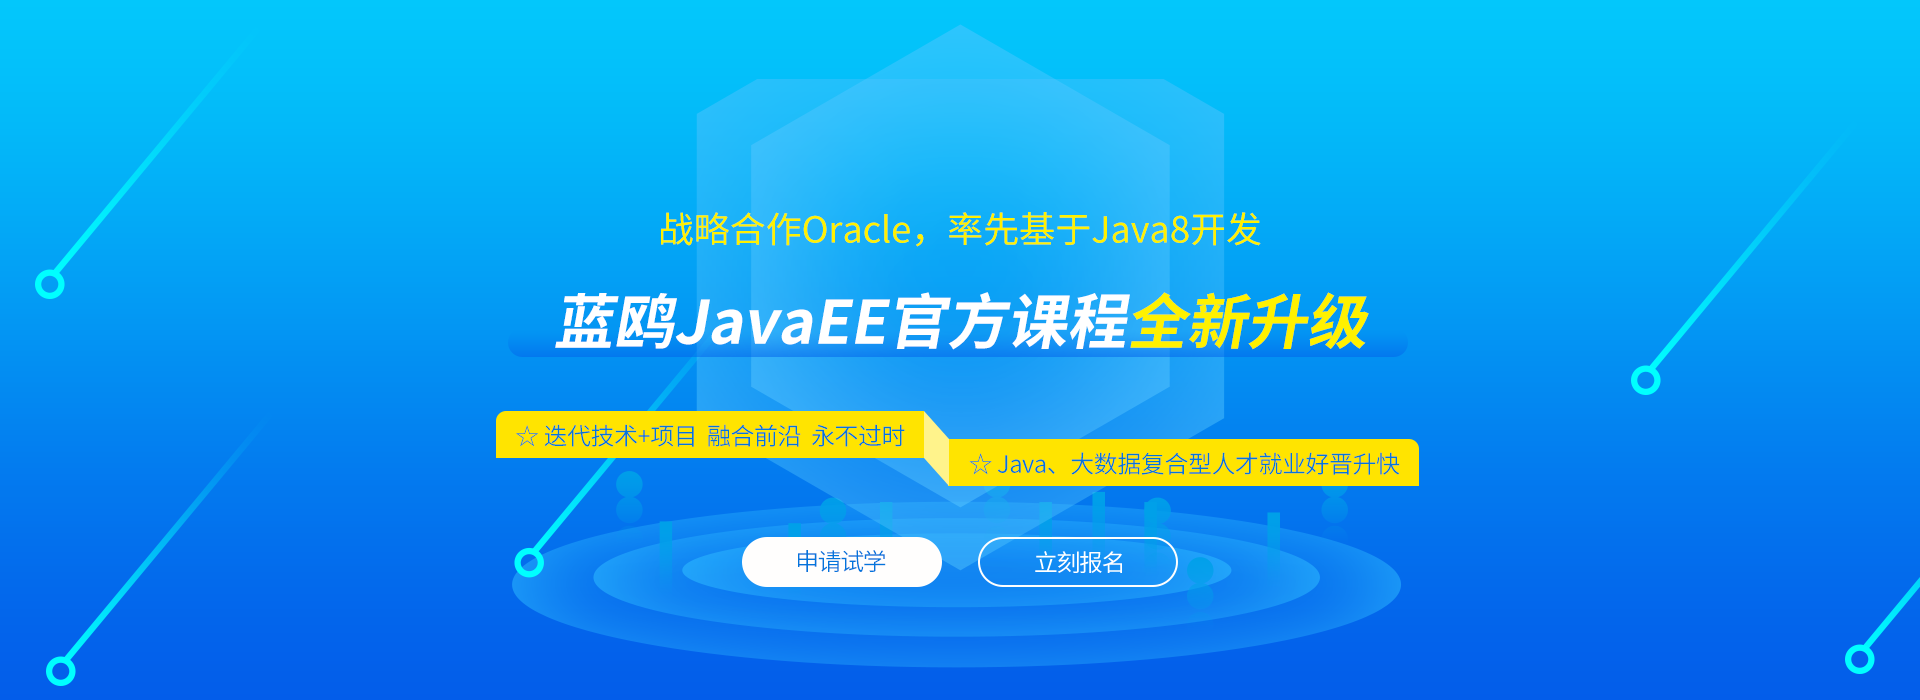 战略合作Oracle，率先基于Java8开发
蓝鸥JavaEE官方课程全新升级
☆ 迭代技术+项目 融合前沿 永不过时
☆ Java、大数据复合型人才就业好晋升快
申请试学
立刻报名